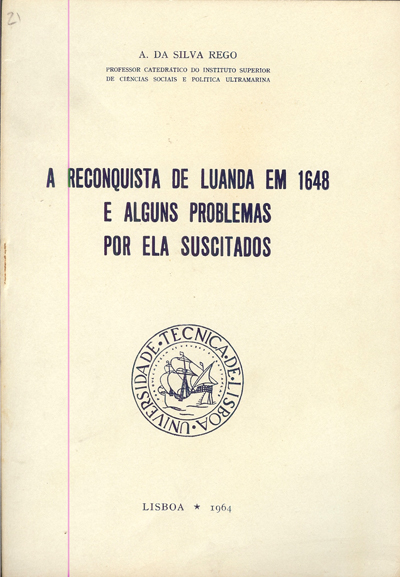 21
A. DA SILVA REGO
PROFESSOR CATEDRÁTICO DO INSTITUTO SUPERIOR
DE CIÊNCIAS SOCIAIS E POLITICA ULTRAMARINA
A RECONQUISTA DE LUANDA EM 1648
E ALGUNS PROBLEMAS
POR ELA SUSCITADOS
UNIVERSIDADE·TECNICA·DE·LISBOA·
LISBOA ★ 1964